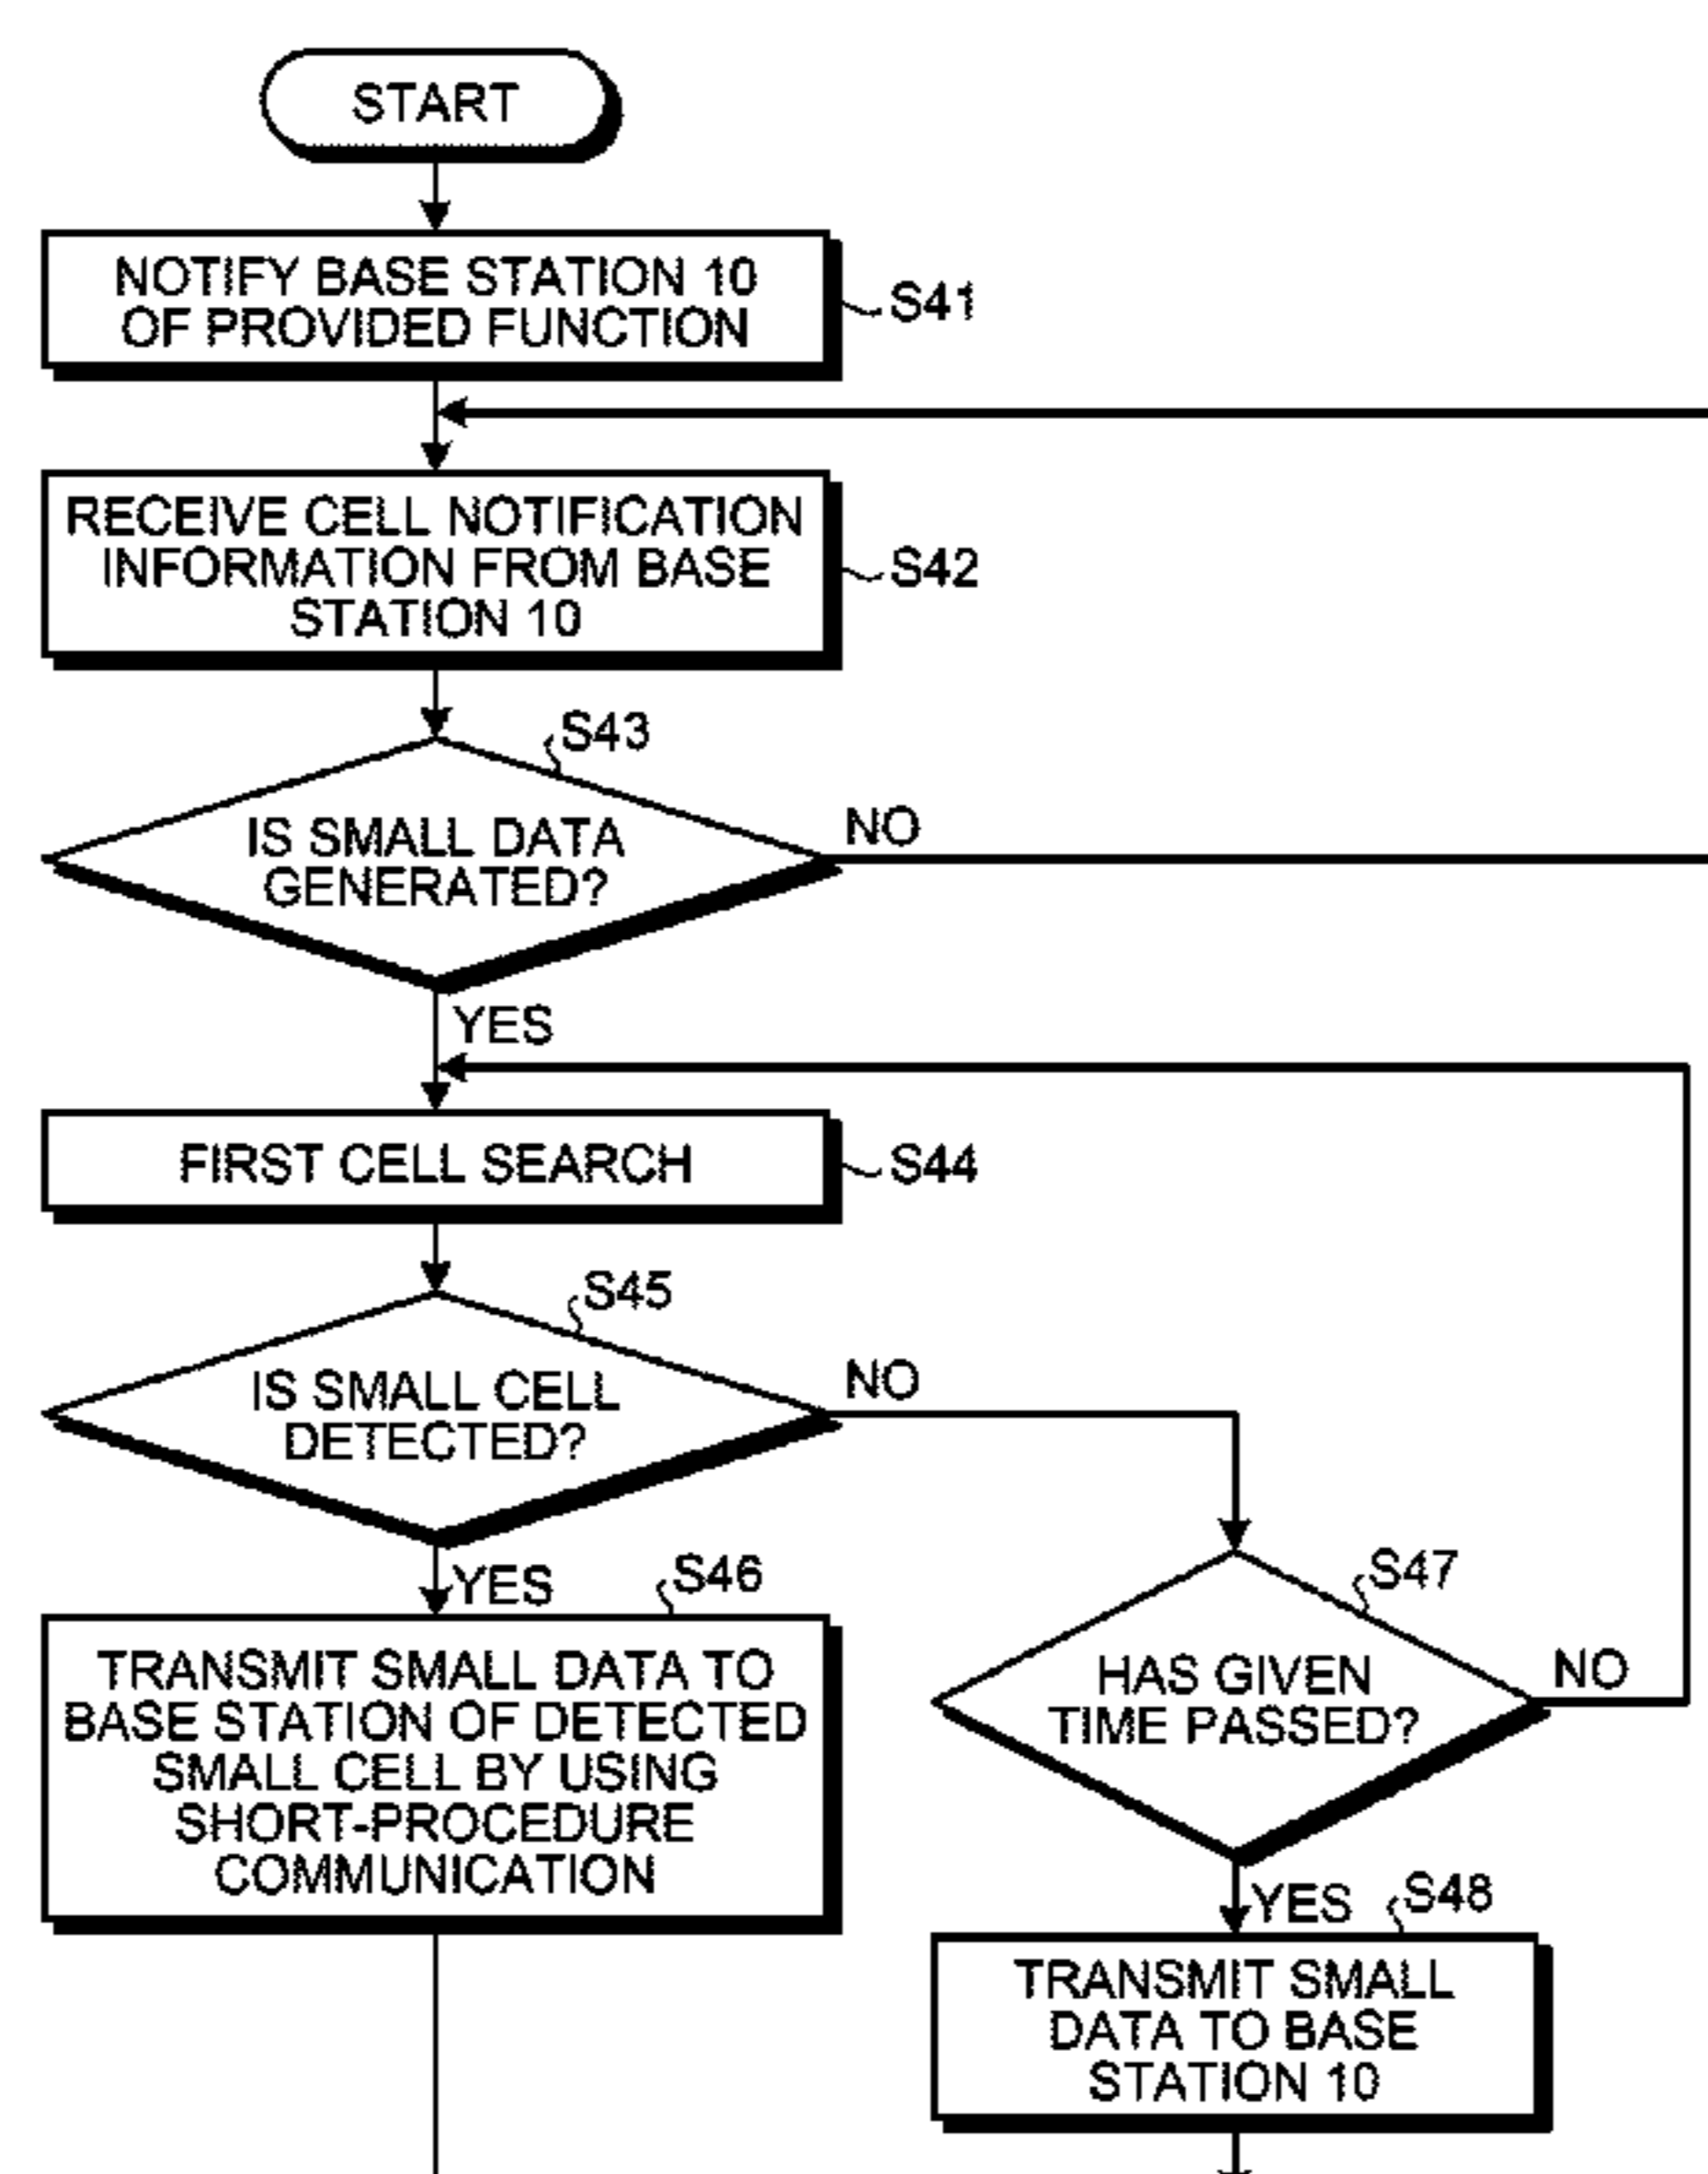 START
NOTIFY BASE STATION 10
OF PROVIDED FUNCTION
S41
RECEIVE CELL NOTIFICATION
INFORMATION FROM BASE
STATION 10
S42
S43
IS SMALL DATA
GENERATED?
NO
YES
FIRST CELL SEARCH
S44
S45
IS SMALL CELL
DETECTED?
NO
YES
S46
TRANSMIT SMALL DATA TO
BASE STATION OF DETECTED
SMALL CELL BY USING
SHORT-PROCEDURE
COMMUNICATION
S47
HAS GIVEN
TIME PASSED?
NO
YES
S48
TRANSMIT SMALL
DATA TO BASE
STATION 10